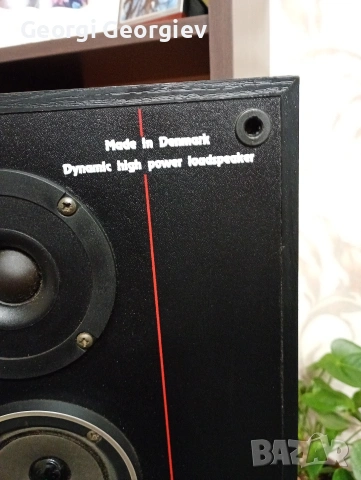 Georgi Georgiev
Made in Denmark
Dynamic high power loudspeaker
BAZAR